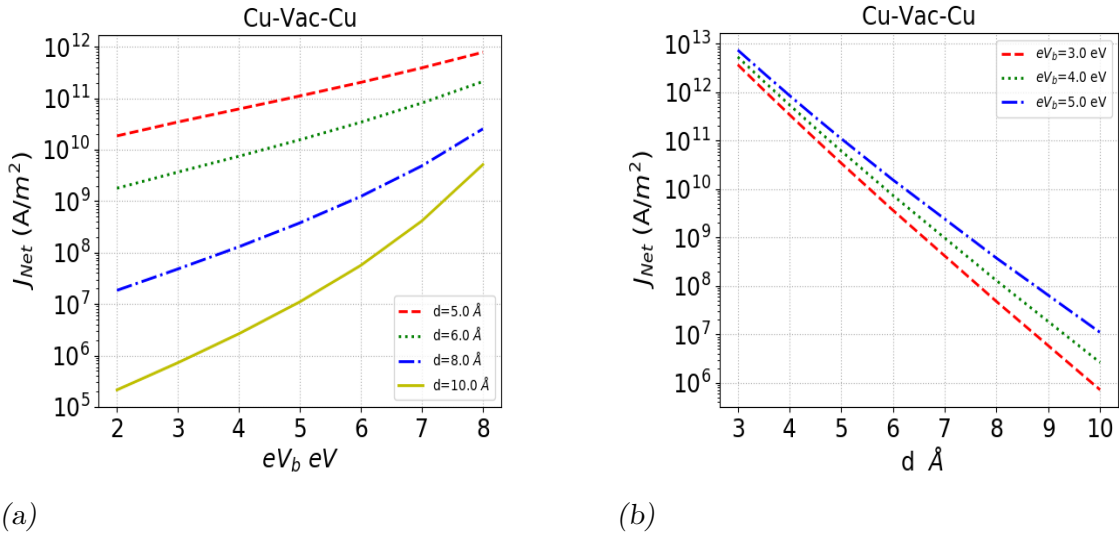 Cu-Vac-Cu
10^12
10^11
10^10
10^9
10^8
10^7
10^6
10^5
J_Net (A/m^2)
2 3 4 5 6 7 8
eV_b eV
d=5.0 Å
d=6.0 Å
d=8.0 Å
d=10.0 Å
(a)
Cu-Vac-Cu
10^13
10^12
10^11
10^10
10^9
10^8
10^7
10^6
J_Net (A/m^2)
3 4 5 6 7 8 9 10
d Å
eV_b=3.0 eV
eV_b=4.0 eV
eV_b=5.0 eV
(b)